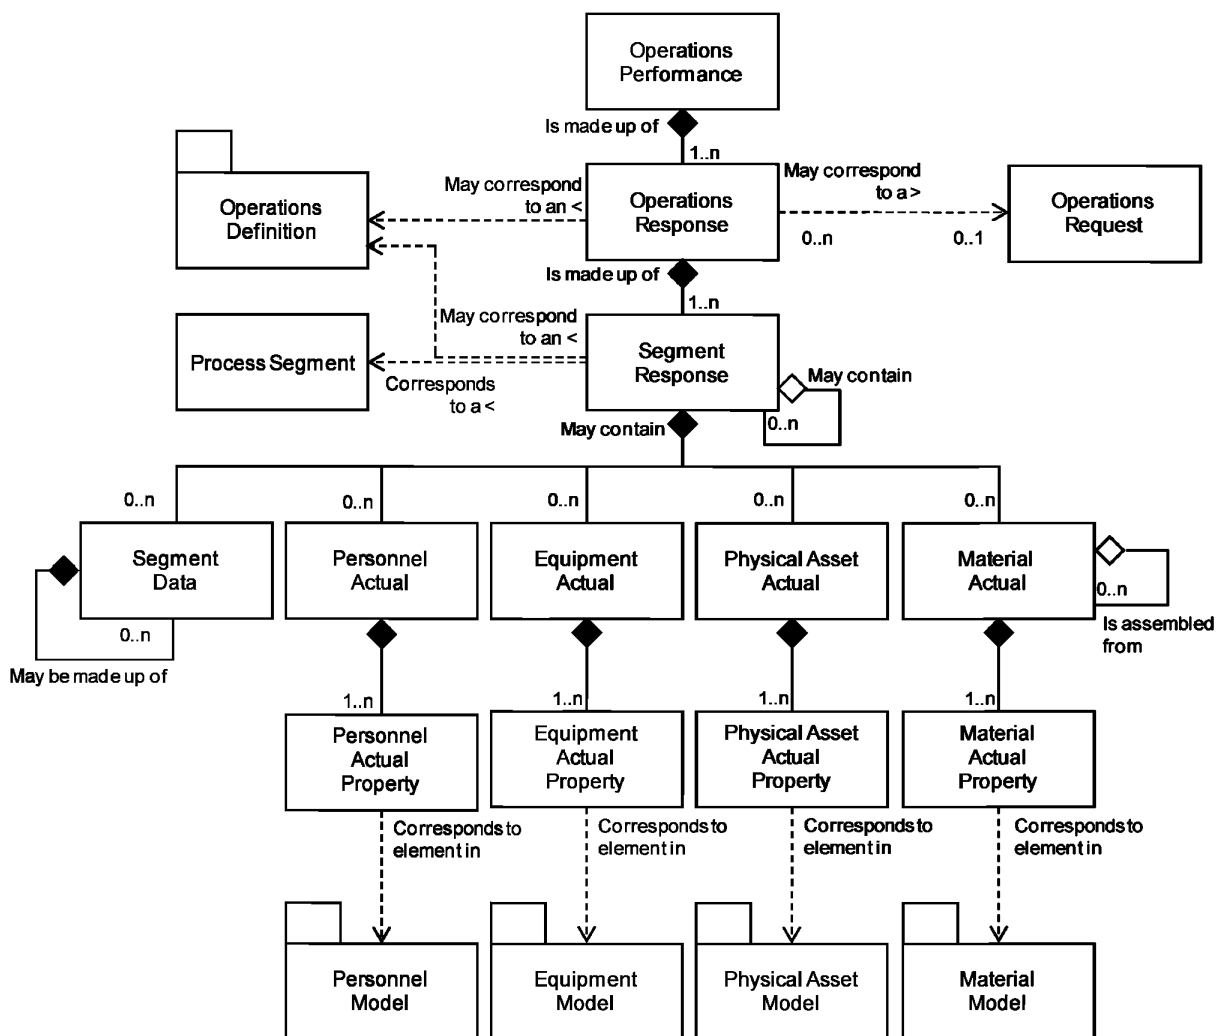 Operations
Performance
Is made up of
1..n
May correspond
to an <
May correspond
to a >
Operations
Definition
Operations
Response
Operations
Request
0..n
0..1
Is made up of
1..n
May correspond
to an <
Process Segment
Segment
Response
Corresponds
to a <
May contain
0..n
May contain
0..n
0..n
0..n
0..n
0..n
Segment
Data
Personnel
Actual
Equipment
Actual
Physical Asset
Actual
Material
Actual
0..n
0..n
Is assembled
from
May be made up of
1..n
1..n
1..n
1..n
Personnel
Actual
Property
Equipment
Actual
Property
Physical Asset
Actual
Property
Material
Actual
Property
Corresponds to
element in
Corresponds to
element in
Corresponds to
element in
Corresponds to
element in
Personnel
Model
Equipment
Model
Physical Asset
Model
Material
Model